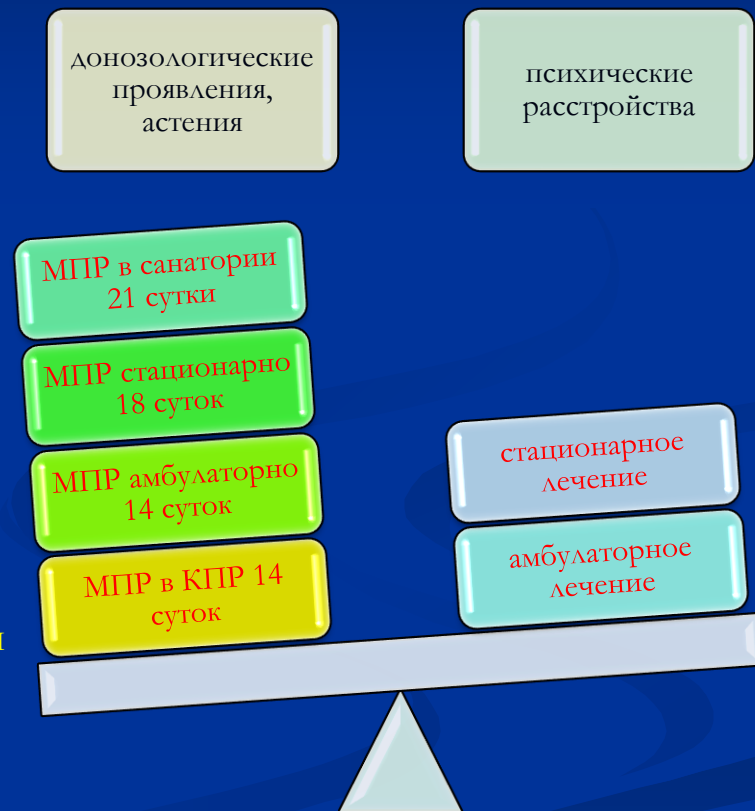 донозологические
проявления,
астения
психические
расстройства
МПР в санатории
21 сутки
МПР стационарно
18 суток
МПР амбулаторно
14 суток
МПР в КПР 14
суток
стационарное
лечение
амбулаторное
лечение